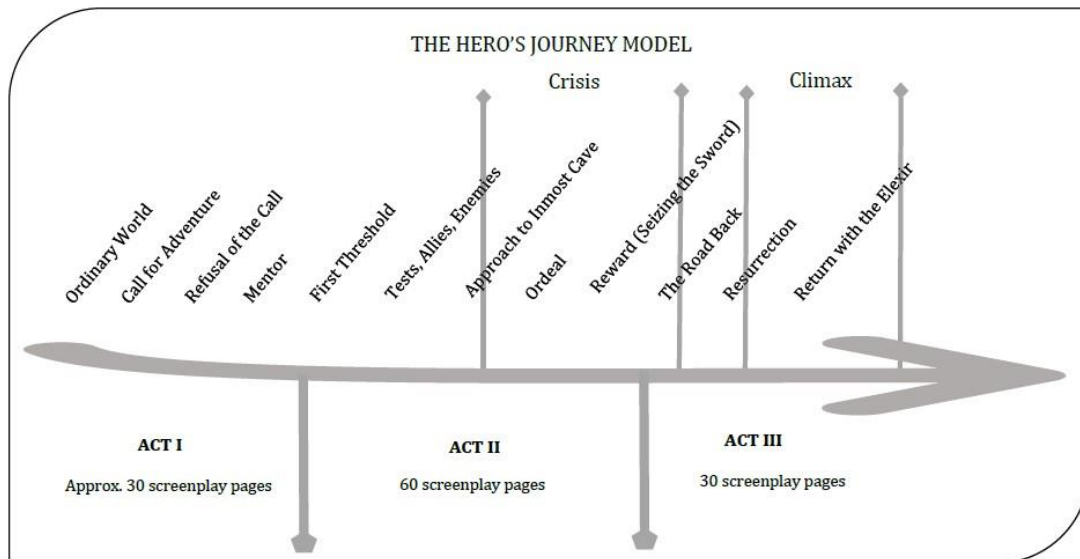 THE HERO'S JOURNEY MODEL
Crisis
Climax
Ordinary World
Call for Adventure
Refusal of the Call
Mentor
First Threshold
Tests, Allies, Enemies
Approach to Inmost Cave
Ordeal
Reward (Seizing the Sword)
The Road Back
Resurrection
Return with the Elexir
ACT I
Approx. 30 screenplay pages
ACT II
60 screenplay pages
ACT III
30 screenplay pages